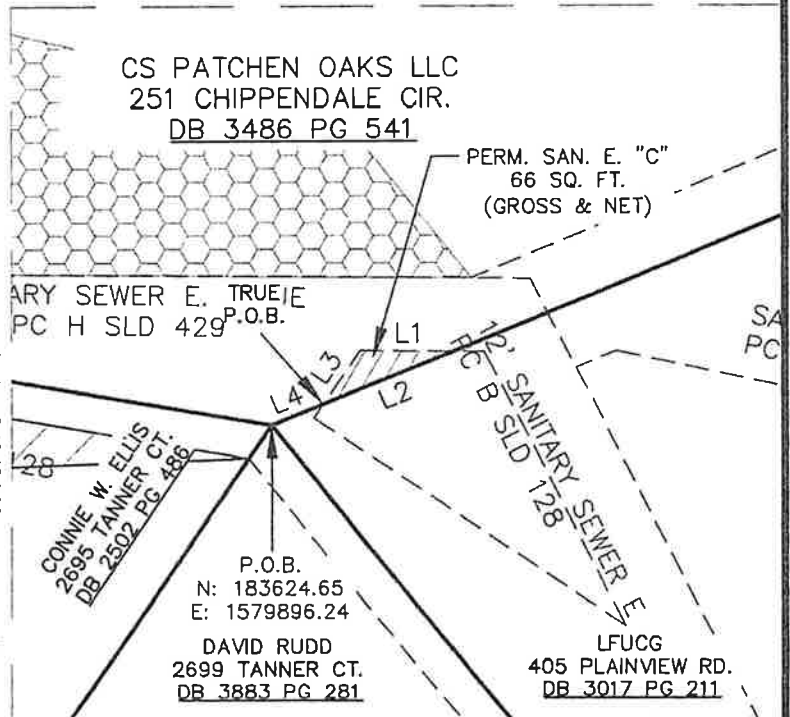 CS PATCHEN OAKS LLC
251 CHIPPENDALE CIR.
DB 3486 PG 541
PERM. SAN. E. "C"
66 SQ. FT.
(GROSS & NET)
ARY SEWER E.
PC H SLD 429
TRUE
P.O.B.
L1
L3
L2
L4
12' SANITARY SEWER E
PC B SLD 128
SA
PC
28
CONNIE W. ELLIS
2695 TANNER CT.
DB 2502 PG 486
P.O.B.
N: 183624.65
E: 1579896.24
DAVID RUDD
2699 TANNER CT.
DB 3883 PG 281
LFUCG
405 PLAINVIEW RD.
DB 3017 PG 211